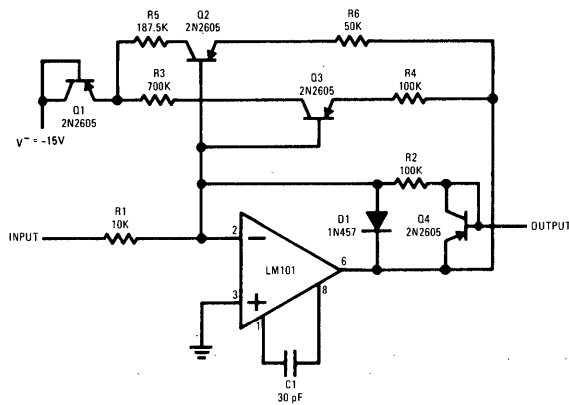 R5
187.5K
Q2
2N2605
R6
50K
R3
700K
Q3
2N2605
R4
100K
Q1
2N2605
V− = -15V
R2
100K
D1
1N457
Q4
2N2605
OUTPUT
R1
10K
INPUT
2
−
LM101
6
8
3
+
1
C1
30 pF